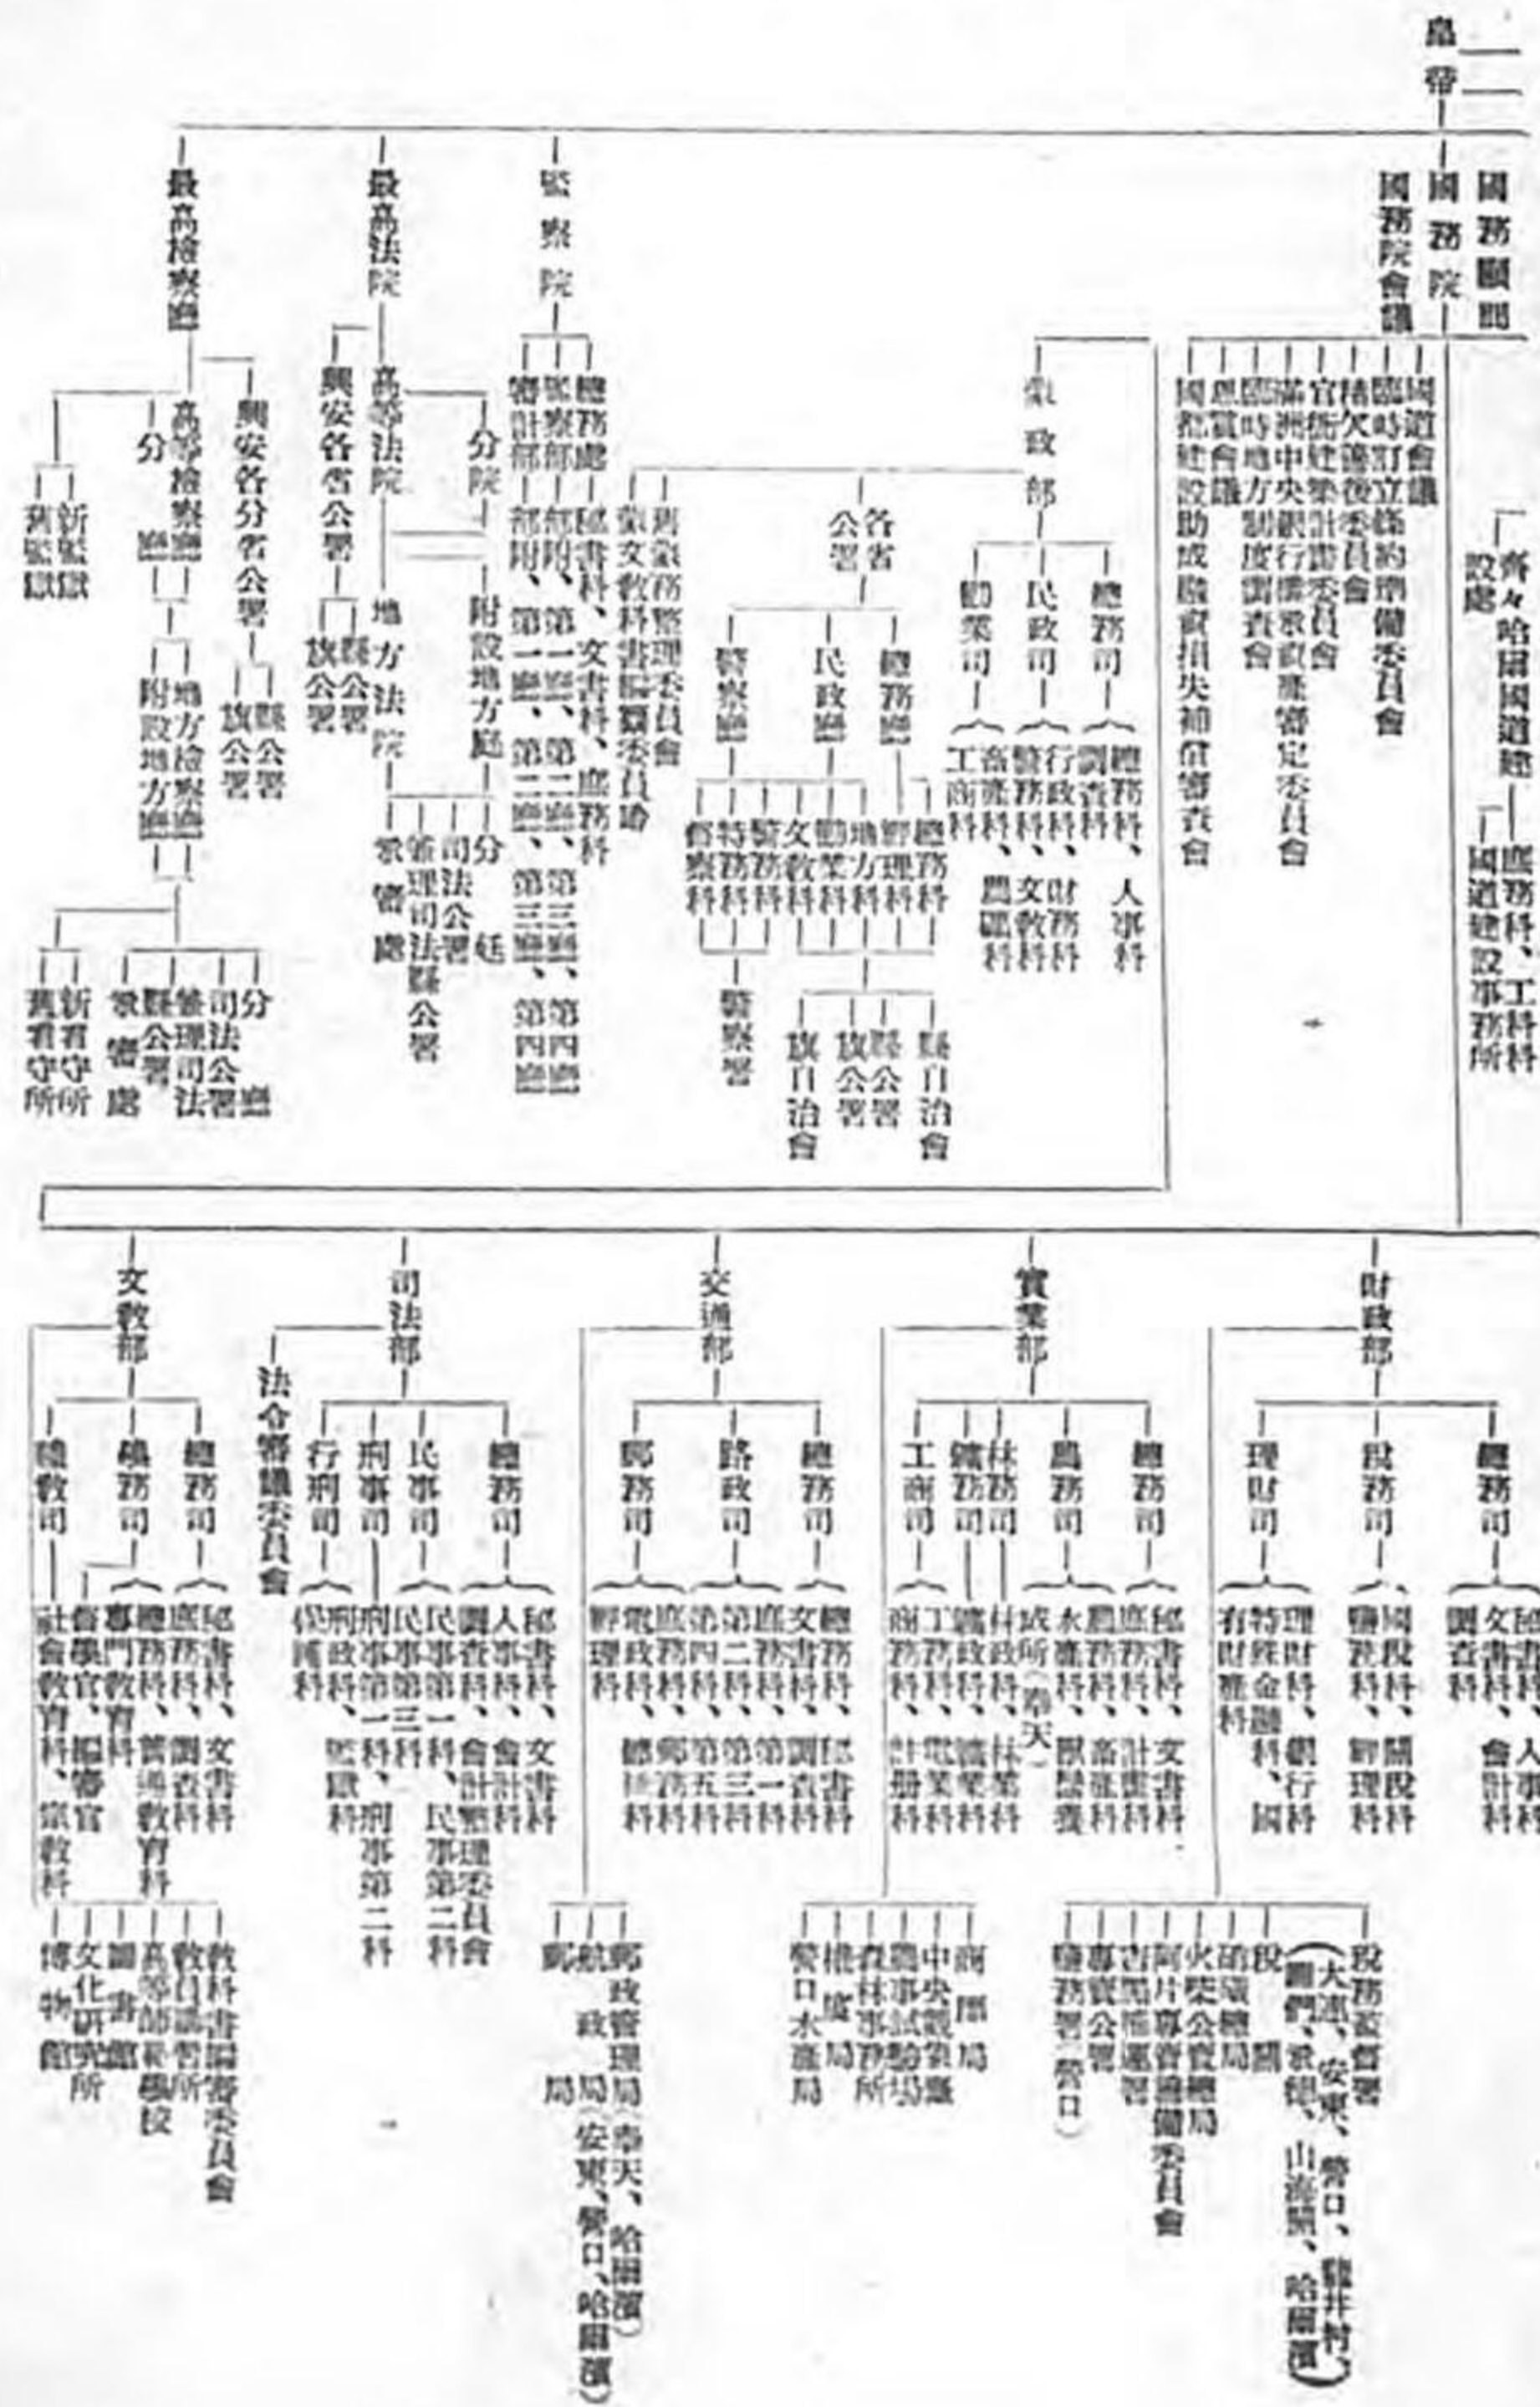 皇帝
國務顧問
國務院
國務院會議
齊々哈爾國道建設處
庶務科、工務科
國道建設事務所
國道會議
臨時訂立條約準備委員會
積欠善後委員會
官衙建築計畫委員會
滿洲中央銀行繼承資產審定委員會
臨時地方制度調查會
恩賞會議
國都建設助成融資損失補償審查會
蒙政部
總務司
總務科、人事科
調查科
民政司
行政科、財務科
警務科、文教科
勸業司
畜產科、農礦科
工商科
各省公署
總務廳
總務科
經理科
民政廳
地方科
勸業科
文教科
警察廳
警務科
特務科
督察科
縣自治會
縣公署
旗公署
旗自治會
警察署
舊蒙務整理委員會
蒙文教科書編纂委員會
監察院
總務處
秘書科、文書科、庶務科
監察部
部附、第一廳、第二廳、第三廳、第四廳
審計部
部附、第一廳、第二廳、第三廳、第四廳
最高法院
高等法院
分院
附設地方庭
地方法院
分廷
司法公署
兼理司法縣公署
承審處
興安各省公署
縣公署
旗公署
最高檢察廳
興安各分省公署
縣公署
旗公署
高等檢察廳
分廳
地方檢察廳
附設地方廳
分廳
司法公署
兼理司法縣公署
承審處
新看守所
舊看守所
新監獄
舊監獄
財政部
總務司
秘書科、人事科
文書科、會計科
調查科
稅務司
國稅科、關稅科
鹽務科、經理科
理財司
理財科、銀行科
特殊金融科、國有財產科
稅務監督署
稅關
（大連、安東、營口、龍井村、
圖們、承德、山海關、哈爾濱）
硝磺總局
火柴公賣總局
阿片專賣籌備委員會
吉黑榷運署
專賣公署
鹽務署（營口）
實業部
總務司
秘書科、文書科
庶務科、計畫科
農務司
農務科、畜產科
水產科、獸醫養成所（奉天）
林務司
林政科、林業科
鑛務司
鑛政科、鑛業科
工商司
工務科、電業科
商務科、計册科
商標局
中央觀象臺
農事試驗場
森林事務所
權度局
營口水產局
交通部
總務司
總務科、秘書科
文書科、調查科
路政司
庶務科、第一科
第二科、第三科
第四科、第五科
郵務司
庶務科、郵務科
電政科
經理科
郵政管理局（奉天、哈爾濱）
航政局（安東、營口、哈爾濱）
郵局
司法部
總務司
秘書科、文書科
人事科、會計科
調查科、會計整理委員會
民事司
民事第一科、民事第二科
民事第三科
刑事司
刑事第一科、刑事第二科
行刑司
刑政科、監獄科
保護科
法令審議委員會
文教部
總務司
秘書科、文書科
庶務科、調查科
學務司
總務科、普通教育科
專門教育科
督學官、編審官
禮教司
社會教育科、宗教科
教科書編審委員會
教員講習所
高等師範學校
圖書館
文化研究所
博物館